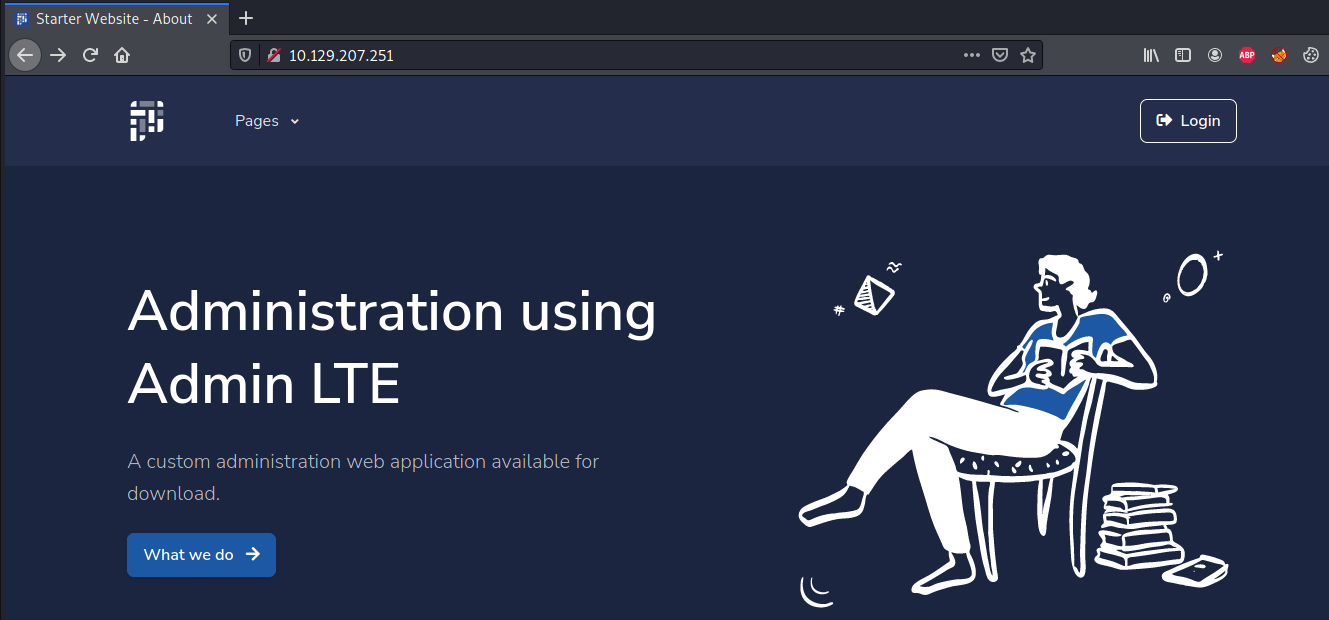 Starter Website - About
10.129.207.251
ABP
Pages
Login
Administration using
Admin LTE
A custom administration web application available for
download.
What we do